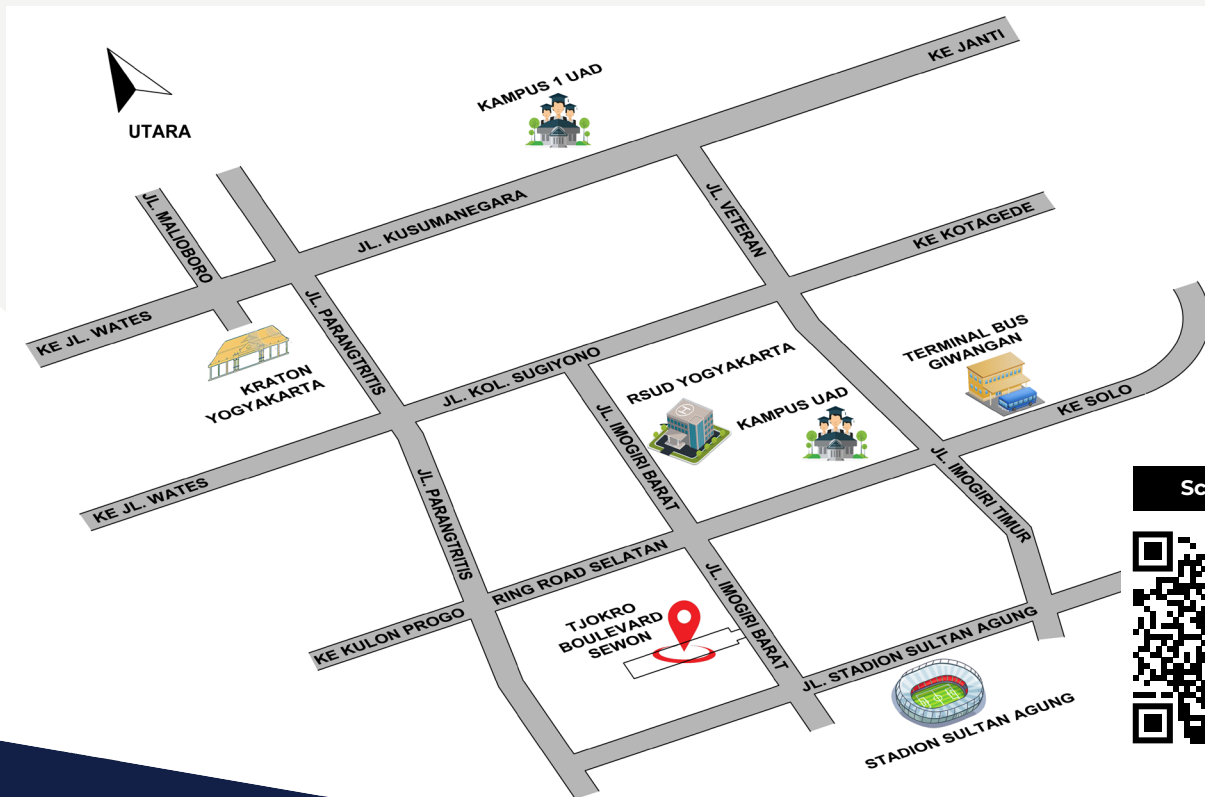 KE JANTI
KAMPUS 1 UAD
UTARA
JL. MALIOBORO
JL. KUSUMANEGARA
JL. VETERAN
KE KOTAGEDE
KE JL. WATES
JL. PARANGTRITIS
KRATON
YOGYAKARTA
JL. KOL. SUGIYONO
RSUD YOGYAKARTA
TERMINAL BUS
GIWANGAN
KE SOLO
KAMPUS UAD
JL. IMOGIRI BARAT
KE JL. WATES
JL. PARANGTRITIS
JL. IMOGIRI TIMUR
Sc
RING ROAD SELATAN
KE KULON PROGO
TJOKRO
BOULEVARD
SEWON
JL. IMOGIRI BARAT
JL. STADION SULTAN AGUNG
STADION SULTAN AGUNG